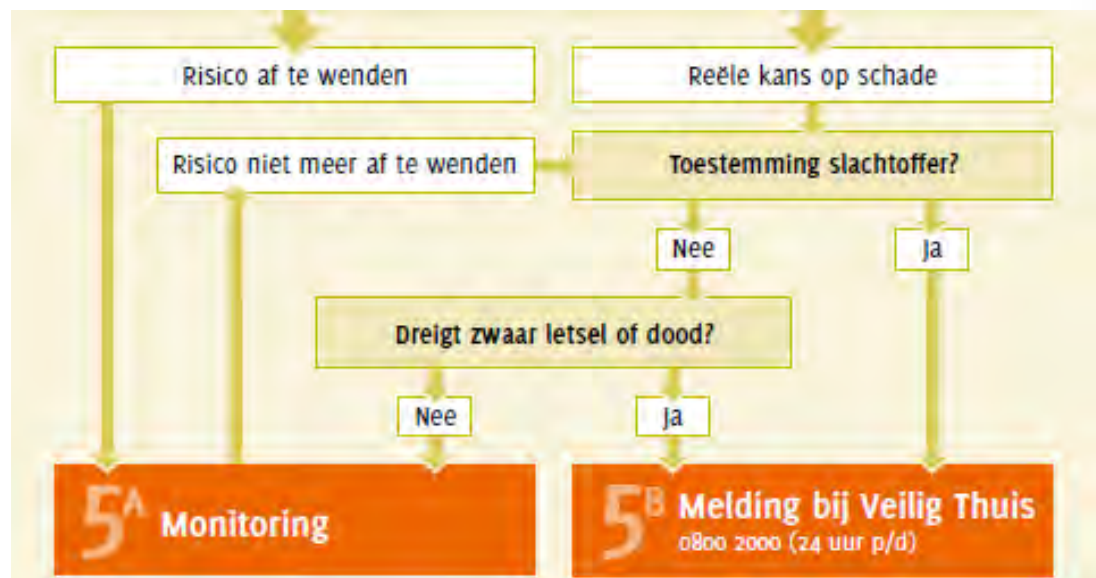 Risico af te wenden
Reële kans op schade
Risico niet meer af te wenden
Toestemming slachtoffer?
Nee
Ja
Dreigt zwaar letsel of dood?
Nee
Ja
5A Monitoring
5B Melding bij Veilig Thuis
0800 2000 (24 uur p/d)